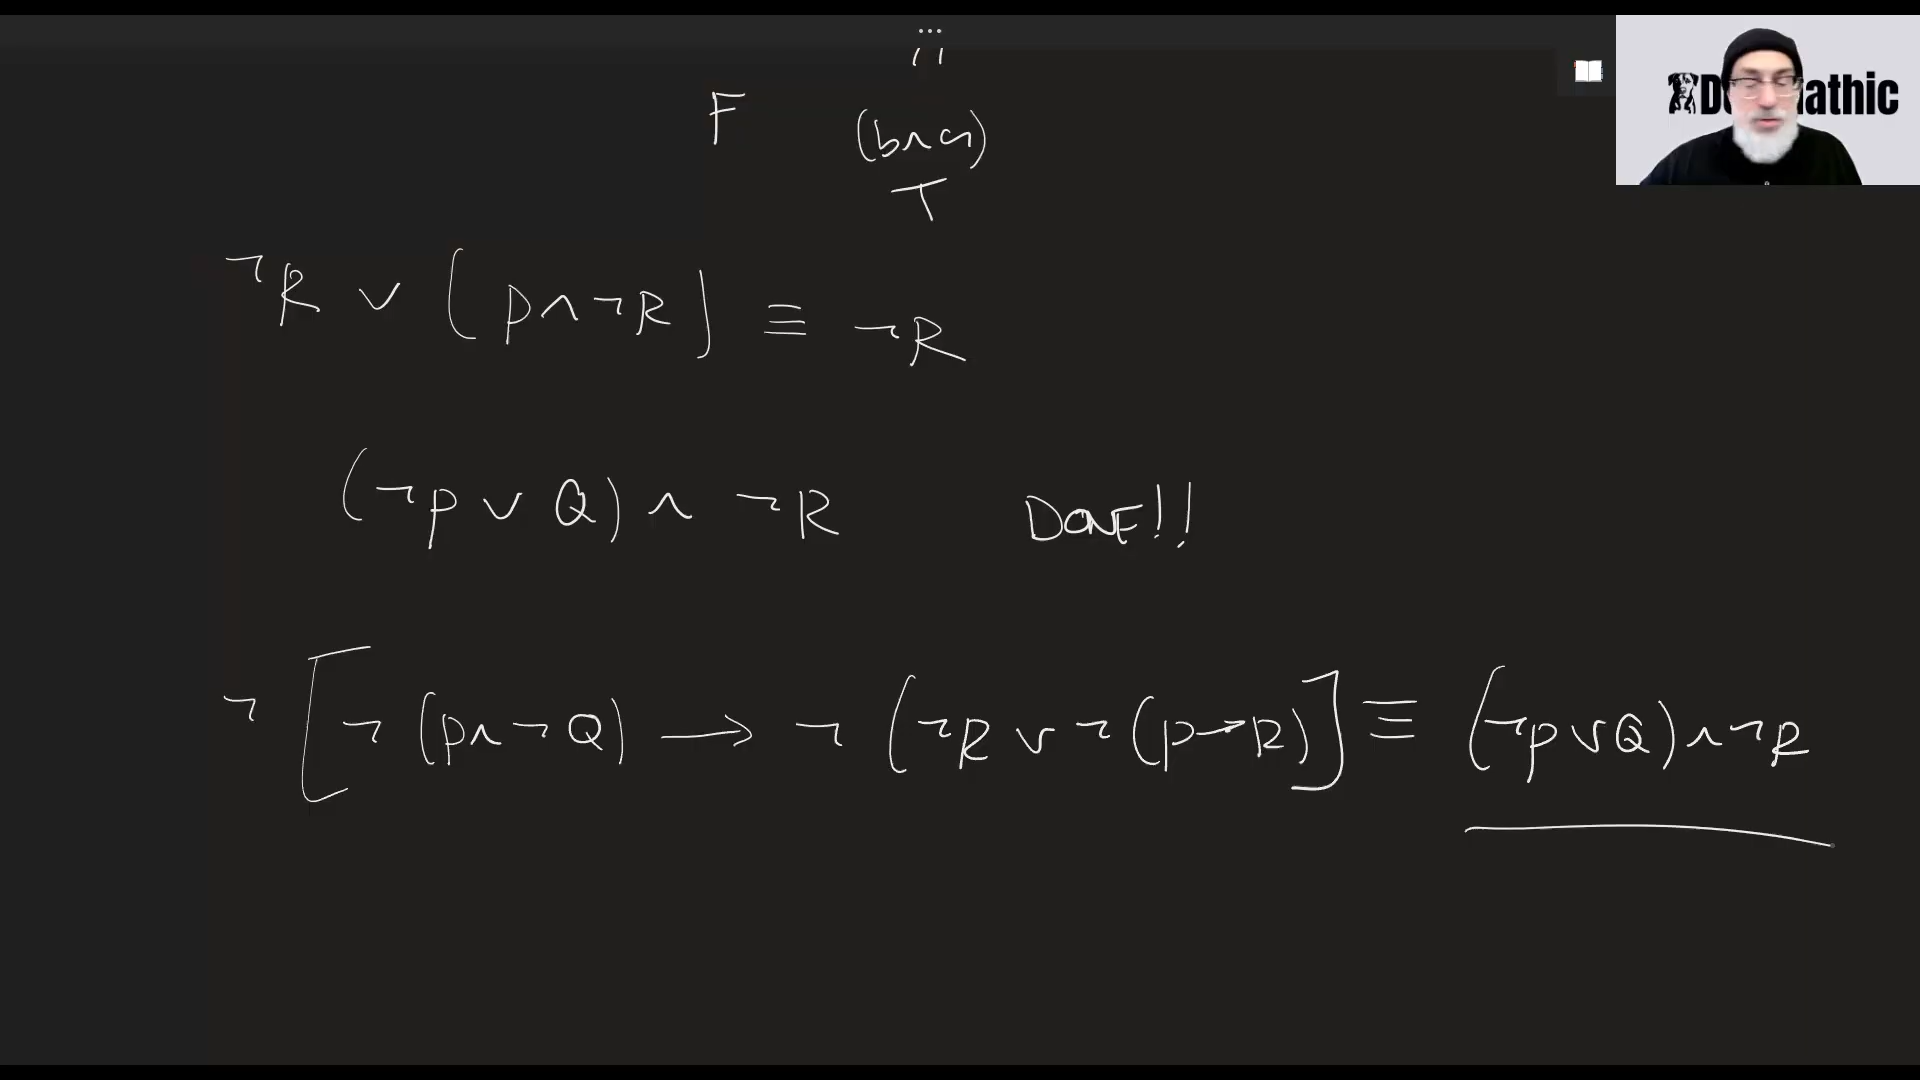 F
(b∧a)
T
¬R ∨ (P∧¬R) ≡ ¬R
(¬P ∨ Q) ∧ ¬R DONE!!
¬[¬(P∧¬Q) → ¬(¬R ∨ ¬(P→R)] ≡ (¬P∨Q)∧¬R